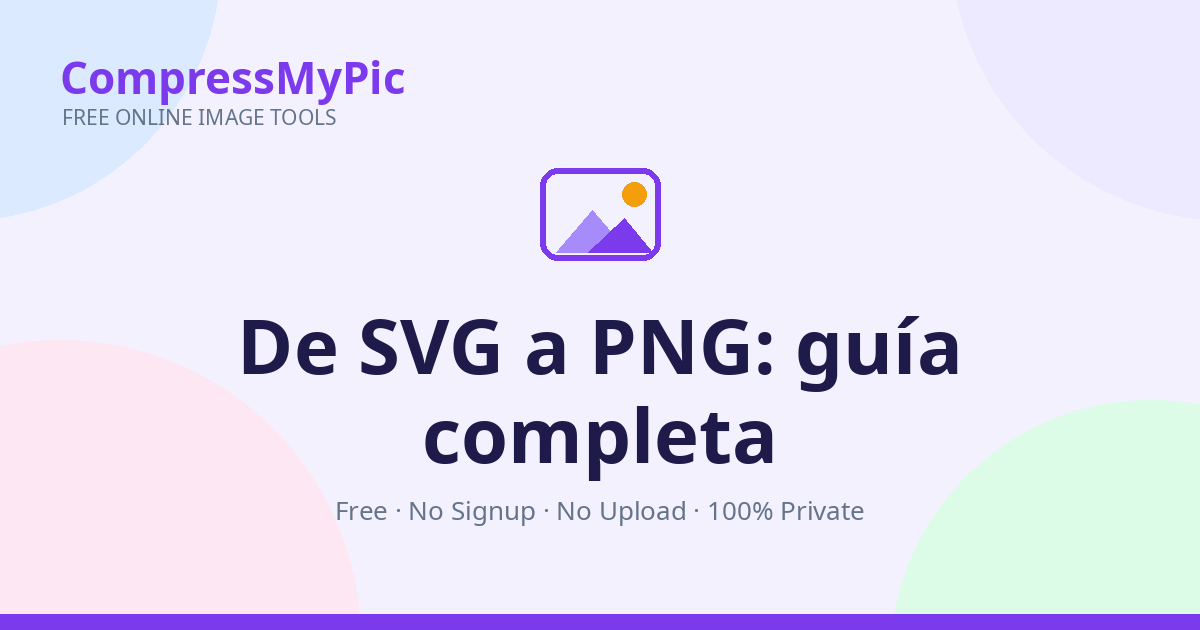 CompressMyPic
FREE ONLINE IMAGE TOOLS
De SVG a PNG: guía
completa
Free · No Signup · No Upload · 100% Private